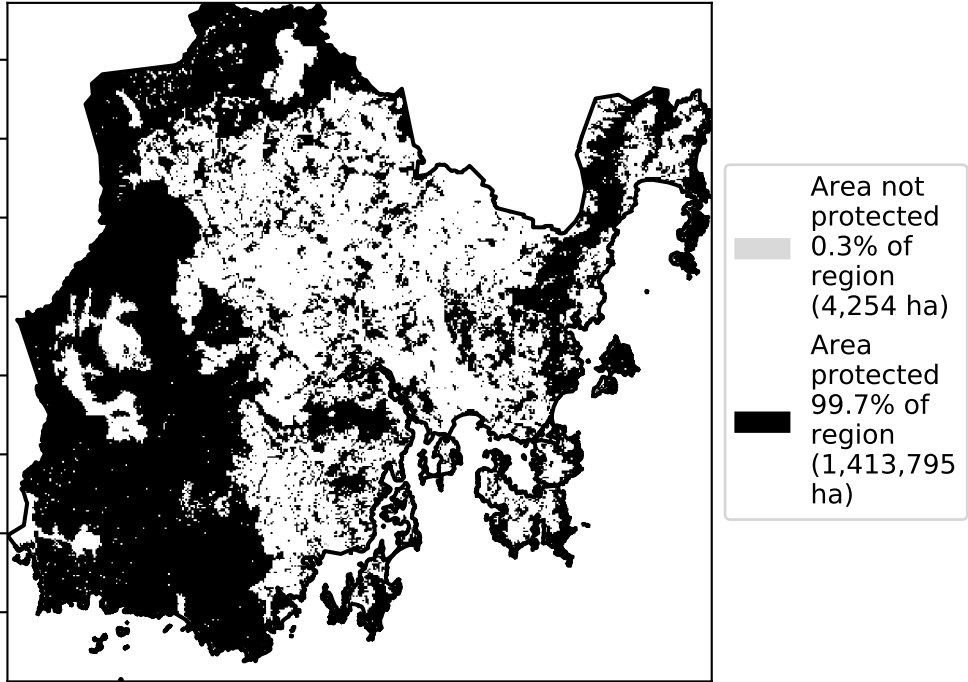 Area not
protected
0.3% of
region
(4,254 ha)
Area
protected
99.7% of
region
(1,413,795
ha)